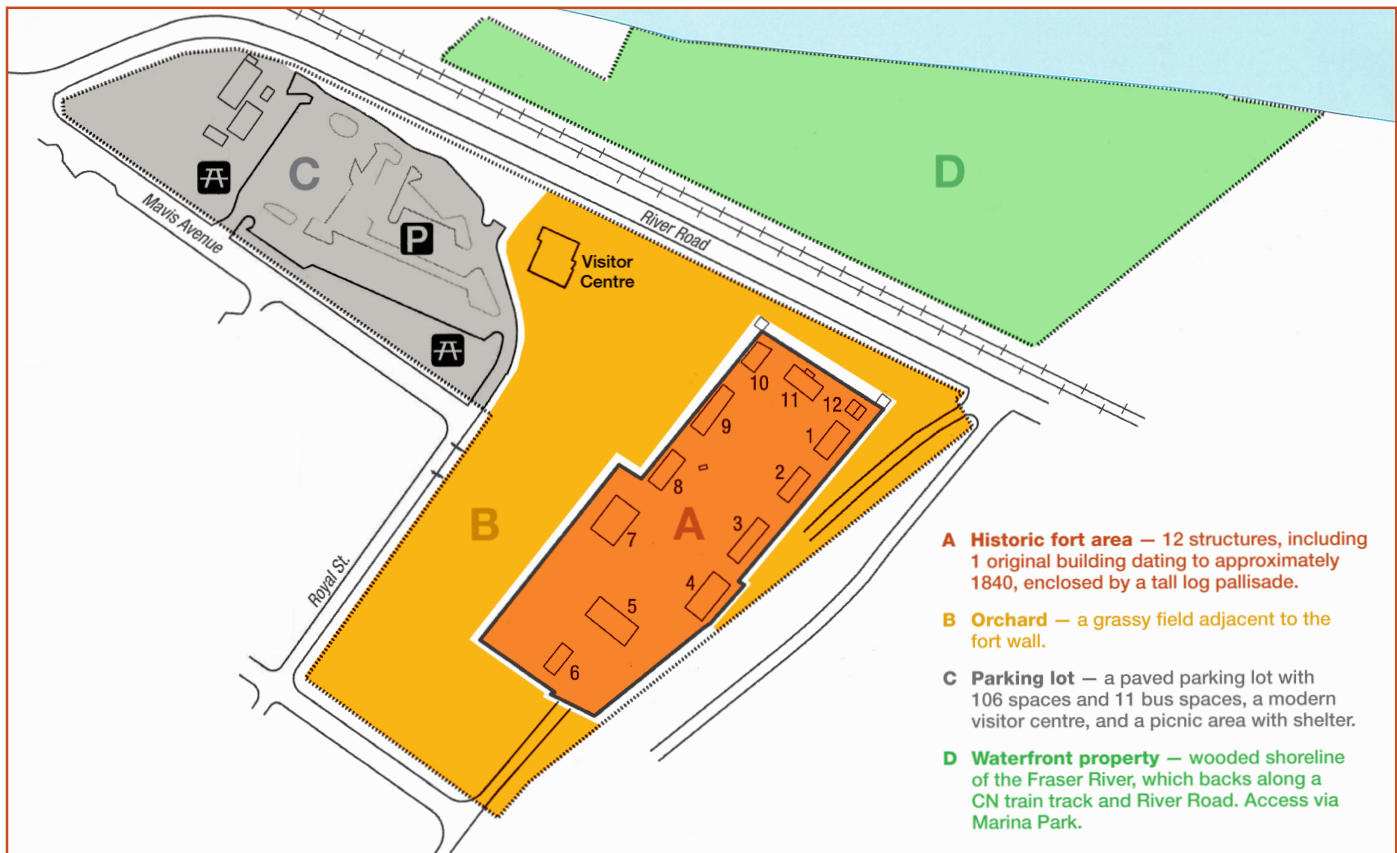 D
C
Mavis Avenue
P
River Road
Visitor
Centre
10
11
12
9
1
8
2
B
A
7
3
4
5
6
Royal St.
A Historic fort area — 12 structures, including
1 original building dating to approximately
1840, enclosed by a tall log pallisade.
B Orchard — a grassy field adjacent to the
fort wall.
C Parking lot — a paved parking lot with
106 spaces and 11 bus spaces, a modern
visitor centre, and a picnic area with shelter.
D Waterfront property — wooded shoreline
of the Fraser River, which backs along a
CN train track and River Road. Access via
Marina Park.